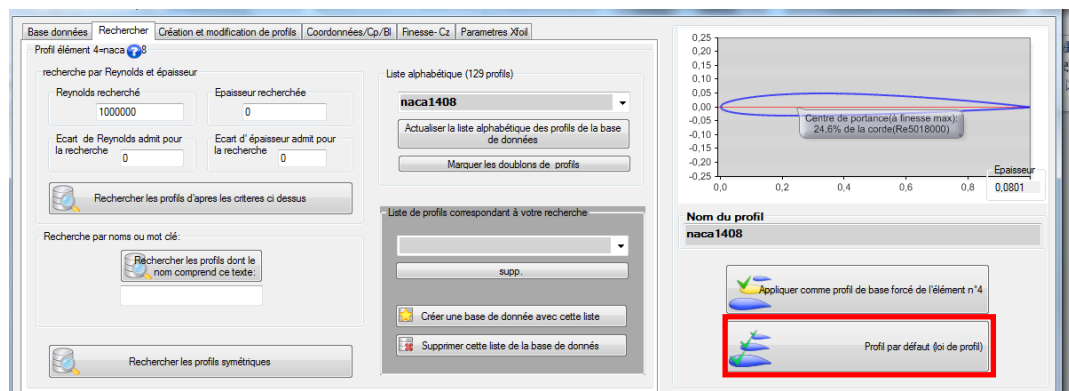 Base données Rechercher Création et modification de profils Coordonnées/Cp/Bl Finesse- Cz Parametres Xfoil
Profil élément 4=naca 8
recherche par Reynolds et épaisseur
Reynolds recherché
1000000
Epaisseur recherchée
0
Ecart de Reynolds admit pour
la recherche
0
Ecart d' épaisseur admit pour
la recherche
0
Rechercher les profils d'apres les criteres ci dessus
Recherche par noms ou mot clé:
Rechercher les profils dont le
nom comprend ce texte:
Rechercher les profils symétriques
Liste alphabétique (129 profils)
naca1408
Actualiser la liste alphabétique des profils de la base
de données
Marquer les doublons de profils
Liste de profils correspondant à votre recherche
supp.
Créer une base de donnée avec cette liste
Supprimer cette liste de la base de donnés
0,25
0,20
0,15
0,10
0,05
0,00
-0,05
-0,10
-0,15
-0,20
-0,25
0,0 0,2 0,4 0,6 0,8
Centre de portance(à finesse max):
24,6% de la corde(Re5018000)
Epaisseur
0,0801
Nom du profil
naca1408
Appliquer comme profil de base forcé de l'élément n°4
Profil par défaut (loi de profil)